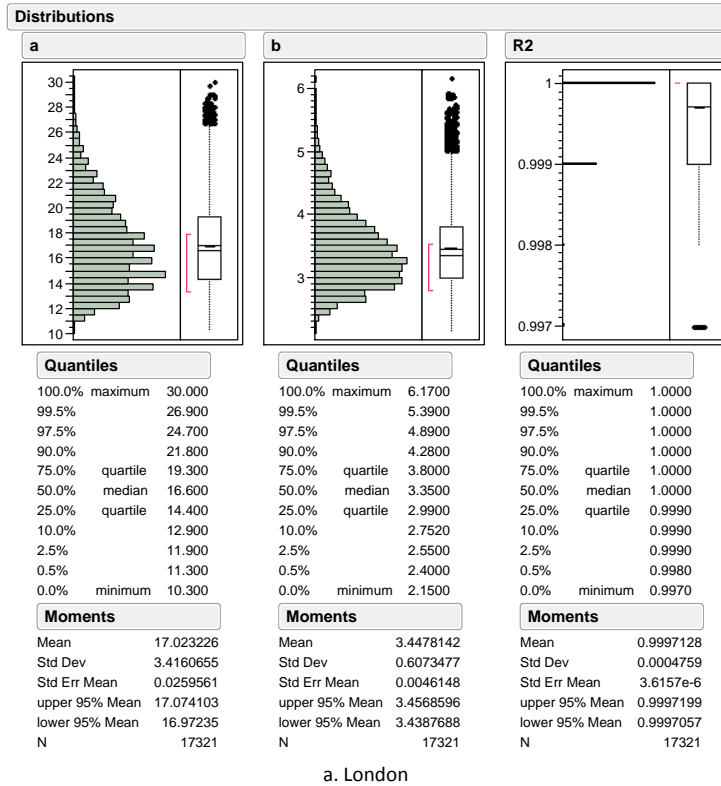 Distributions
a
30
28
26
24
22
20
18
16
14
12
10
Quantiles
100.0% maximum 30.000
99.5% 26.900
97.5% 24.700
90.0% 21.800
75.0% quartile 19.300
50.0% median 16.600
25.0% quartile 14.400
10.0% 12.900
2.5% 11.900
0.5% 11.300
0.0% minimum 10.300
Moments
Mean 17.023226
Std Dev 3.4160655
Std Err Mean 0.0259561
upper 95% Mean 17.074103
lower 95% Mean 16.97235
N 17321
b
6
5
4
3
Quantiles
100.0% maximum 6.1700
99.5% 5.3900
97.5% 4.8900
90.0% 4.2800
75.0% quartile 3.8000
50.0% median 3.3500
25.0% quartile 2.9900
10.0% 2.7520
2.5% 2.5500
0.5% 2.4000
0.0% minimum 2.1500
Moments
Mean 3.4478142
Std Dev 0.6073477
Std Err Mean 0.0046148
upper 95% Mean 3.4568596
lower 95% Mean 3.4387688
N 17321
R2
1
0.999
0.998
0.997
Quantiles
100.0% maximum 1.0000
99.5% 1.0000
97.5% 1.0000
90.0% 1.0000
75.0% quartile 1.0000
50.0% median 1.0000
25.0% quartile 0.9990
10.0% 0.9990
2.5% 0.9990
0.5% 0.9980
0.0% minimum 0.9970
Moments
Mean 0.9997128
Std Dev 0.0004759
Std Err Mean 3.6157e-6
upper 95% Mean 0.9997199
lower 95% Mean 0.9997057
N 17321
a. London